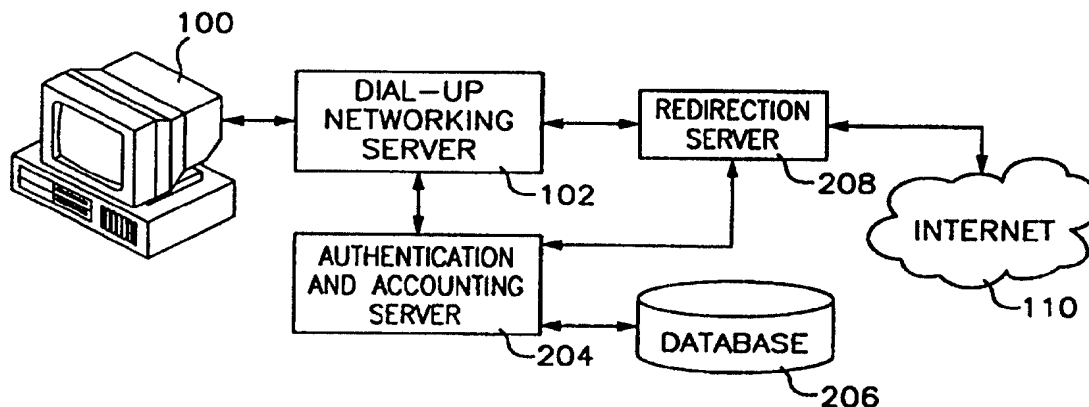 100
DIAL-UP
NETWORKING
SERVER
102
REDIRECTION
SERVER
208
INTERNET
110
AUTHENTICATION
AND ACCOUNTING
SERVER
204
DATABASE
206